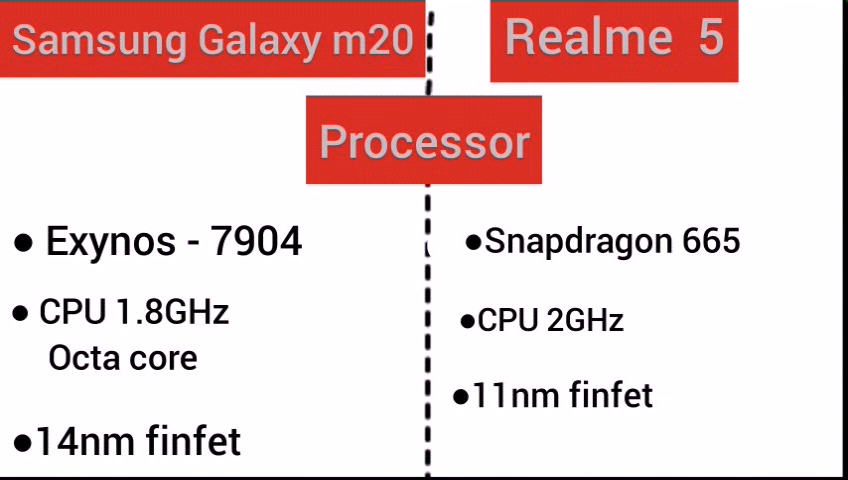 Samsung Galaxy m20
Realme 5
Processor
● Exynos - 7904
● CPU 1.8GHz
Octa core
●14nm finfet
●Snapdragon 665
●CPU 2GHz
●11nm finfet